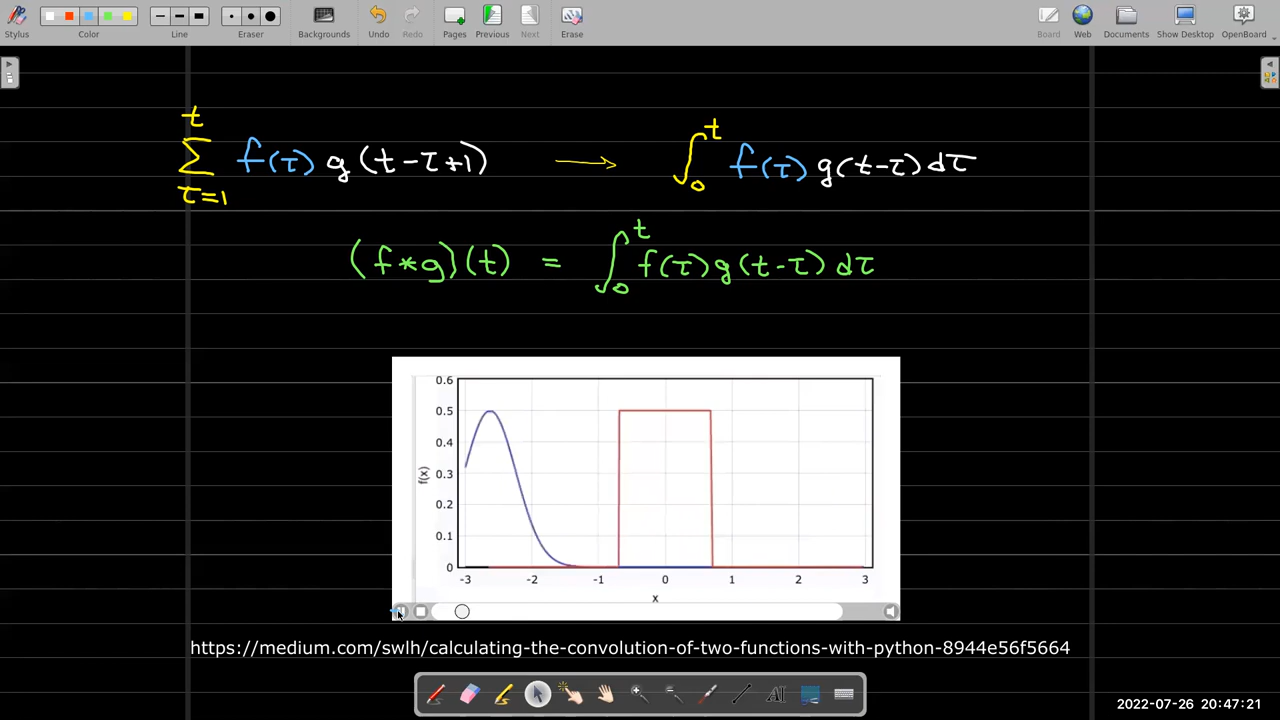 Stylus Color Line Eraser Backgrounds Undo Redo Pages Previous Next Erase Board Web Documents Show Desktop OpenBoard
t
∑ f(τ) g(t-τ+1) → ∫₀ᵗ f(τ) g(t-τ) dτ
τ=1
(f*g)(t) = ∫₀ᵗ f(τ) g(t-τ) dτ
0.6
0.5
0.4
0.3
f(x)
0.2
0.1
0
-3 -2 -1 0 1 2 3
x
https://medium.com/swlh/calculating-the-convolution-of-two-functions-with-python-8944e56f5664
AI
2022-07-26 20:47:21